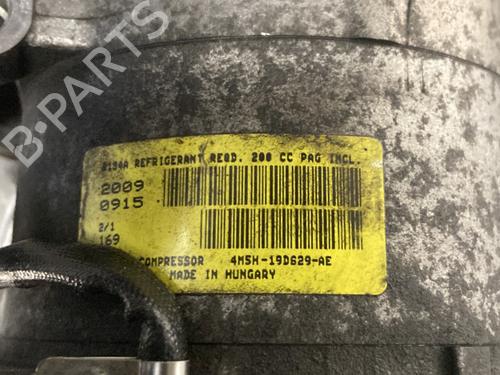 B-PARTS
R134A REFRIGERANT REQD. 200 CC PAG INCL.
2009
0915
2/1
169
COMPRESSOR 4M5H-19D629-AE
MADE IN HUNGARY